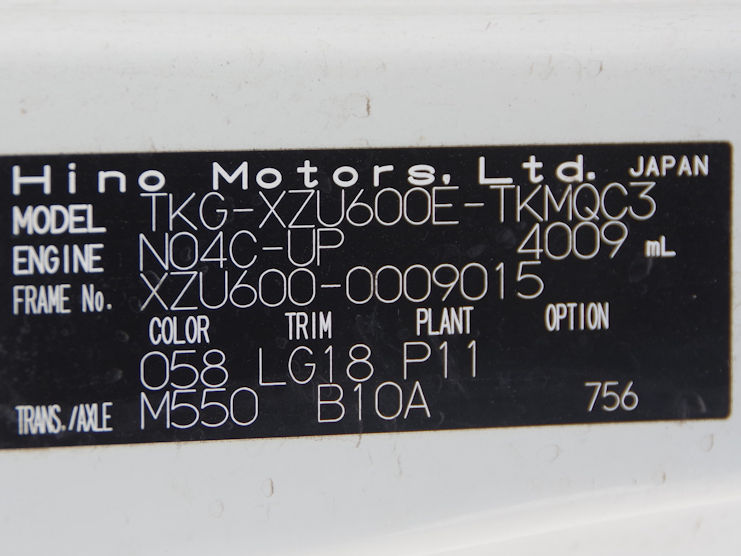 Hino Motors, Ltd. JAPAN
MODEL TKG-XZU600E-TKMQC3
ENGINE N04C-UP 4009 mL
FRAME No. XZU600-0009015
COLOR TRIM PLANT OPTION
058 LG18 P11
TRANS./AXLE M550 B10A 756